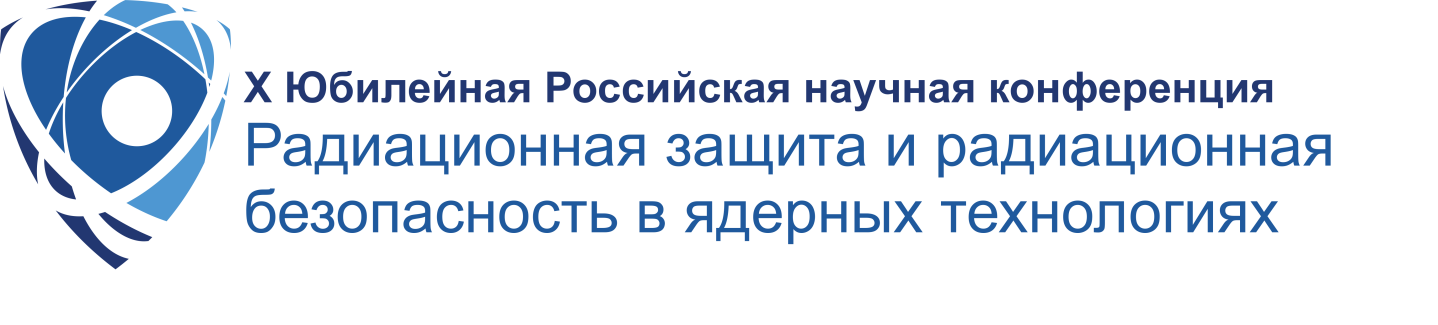 X Юбилейная Российская научная конференция
Радиационная защита и радиационная
безопасность в ядерных технологиях